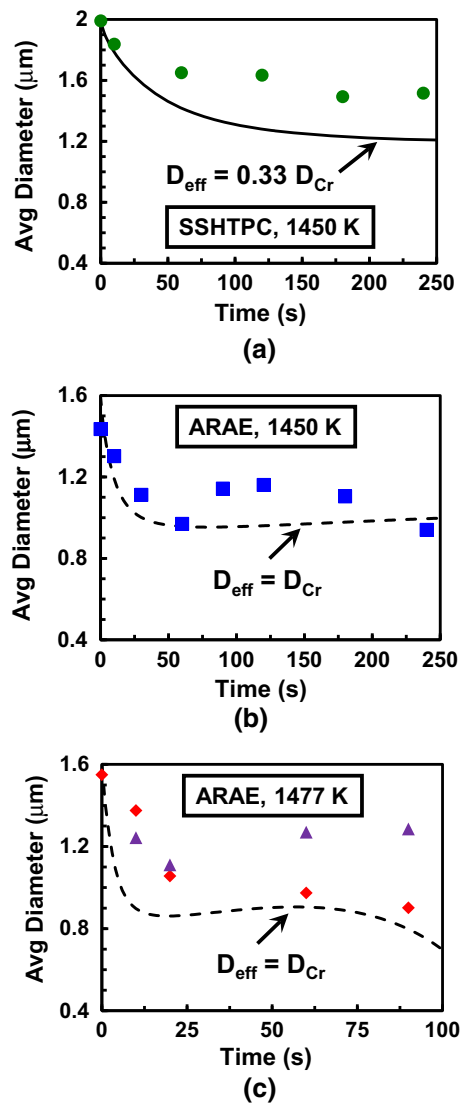 2
1.6
1.2
0.8
0.4
Avg Diameter (μm)
D_eff = 0.33 D_Cr
SSHTPC, 1450 K
0 50 100 150 200 250
Time (s)
(a)
1.6
1.2
0.8
0.4
Avg Diameter (μm)
ARAE, 1450 K
D_eff = D_Cr
0 50 100 150 200 250
Time (s)
(b)
1.6
1.2
0.8
0.4
Avg Diameter (μm)
ARAE, 1477 K
D_eff = D_Cr
0 25 50 75 100
Time (s)
(c)